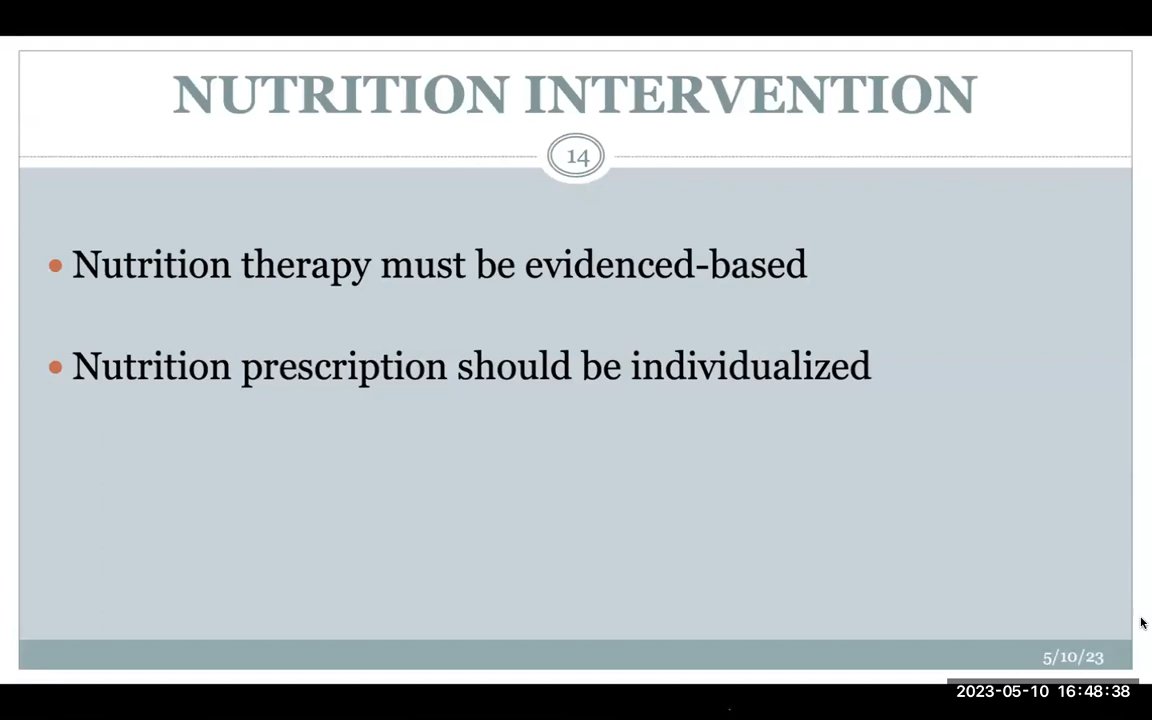 NUTRITION INTERVENTION
14
• Nutrition therapy must be evidenced-based
• Nutrition prescription should be individualized
5/10/23
2023-05-10 16:48:38